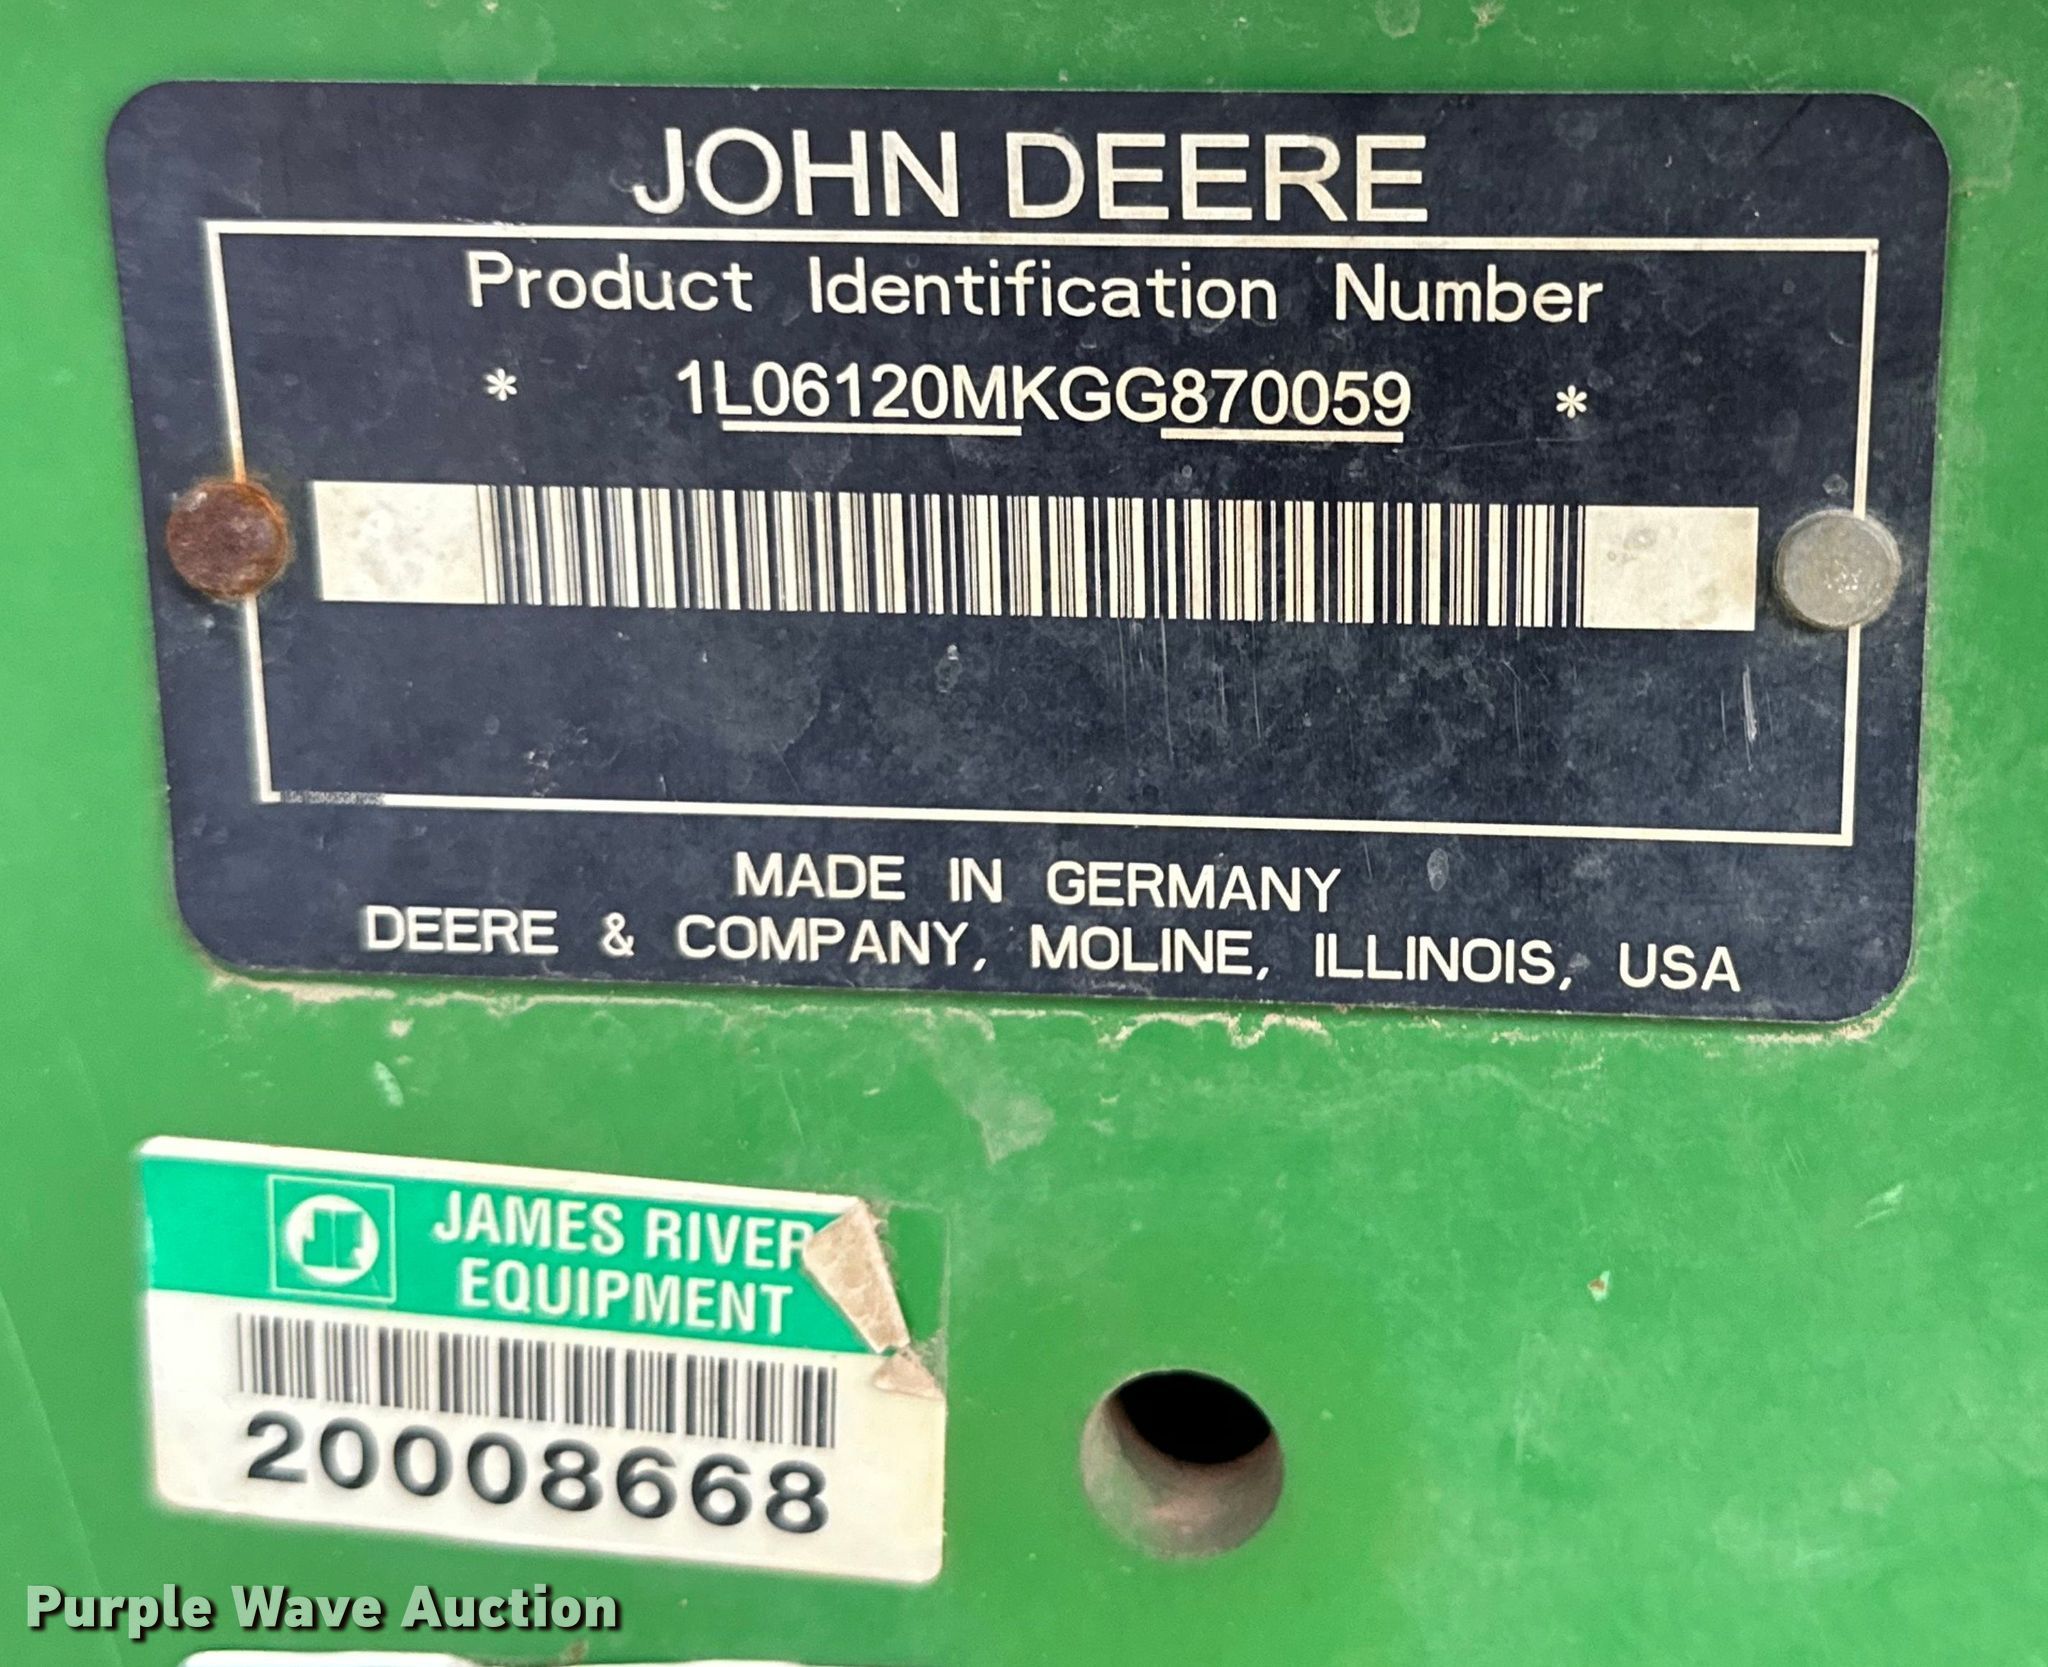 JOHN DEERE
Product Identification Number
* 1L06120MKGG870059 *
MADE IN GERMANY
DEERE & COMPANY, MOLINE, ILLINOIS, USA
JAMES RIVER
EQUIPMENT
20008668
Purple Wave Auction